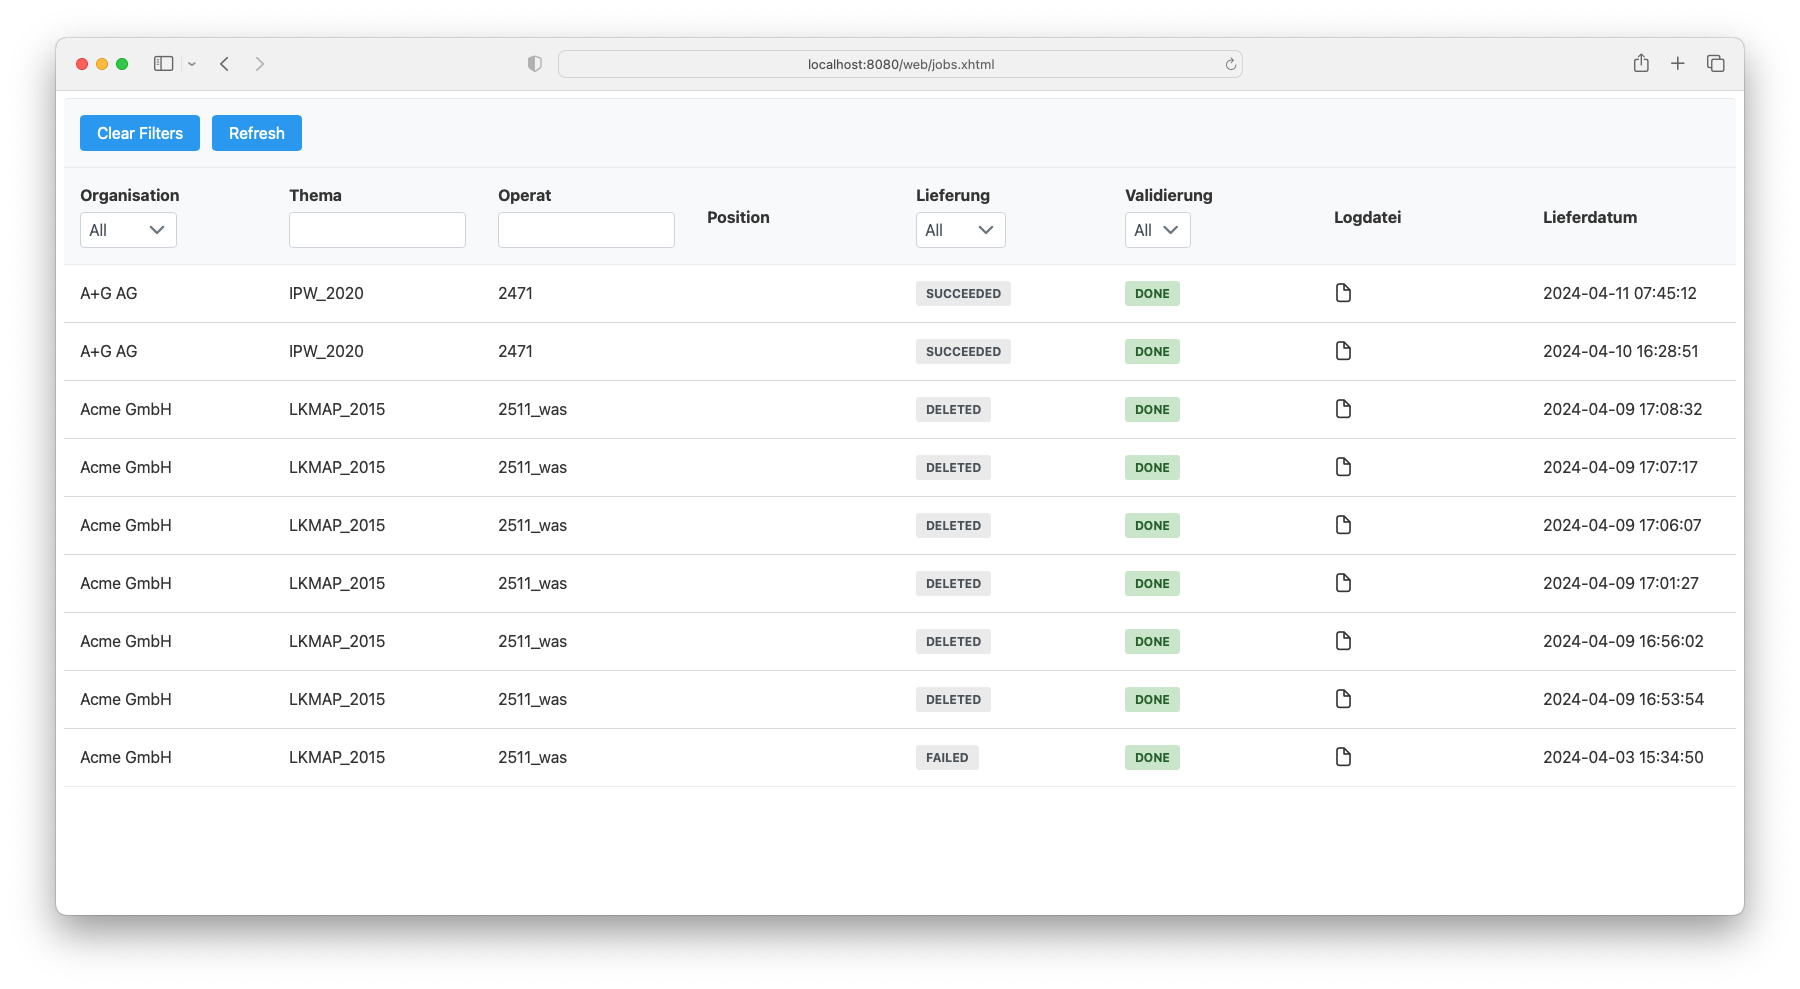 localhost:8080/web/jobs.xhtml
Clear Filters Refresh
Organisation Thema Operat Position Lieferung Validierung Logdatei Lieferdatum
All All All
A+G AG IPW_2020 2471 SUCCEEDED DONE 2024-04-11 07:45:12
A+G AG IPW_2020 2471 SUCCEEDED DONE 2024-04-10 16:28:51
Acme GmbH LKMAP_2015 2511_was DELETED DONE 2024-04-09 17:08:32
Acme GmbH LKMAP_2015 2511_was DELETED DONE 2024-04-09 17:07:17
Acme GmbH LKMAP_2015 2511_was DELETED DONE 2024-04-09 17:06:07
Acme GmbH LKMAP_2015 2511_was DELETED DONE 2024-04-09 17:01:27
Acme GmbH LKMAP_2015 2511_was DELETED DONE 2024-04-09 16:56:02
Acme GmbH LKMAP_2015 2511_was DELETED DONE 2024-04-09 16:53:54
Acme GmbH LKMAP_2015 2511_was FAILED DONE 2024-04-03 15:34:50